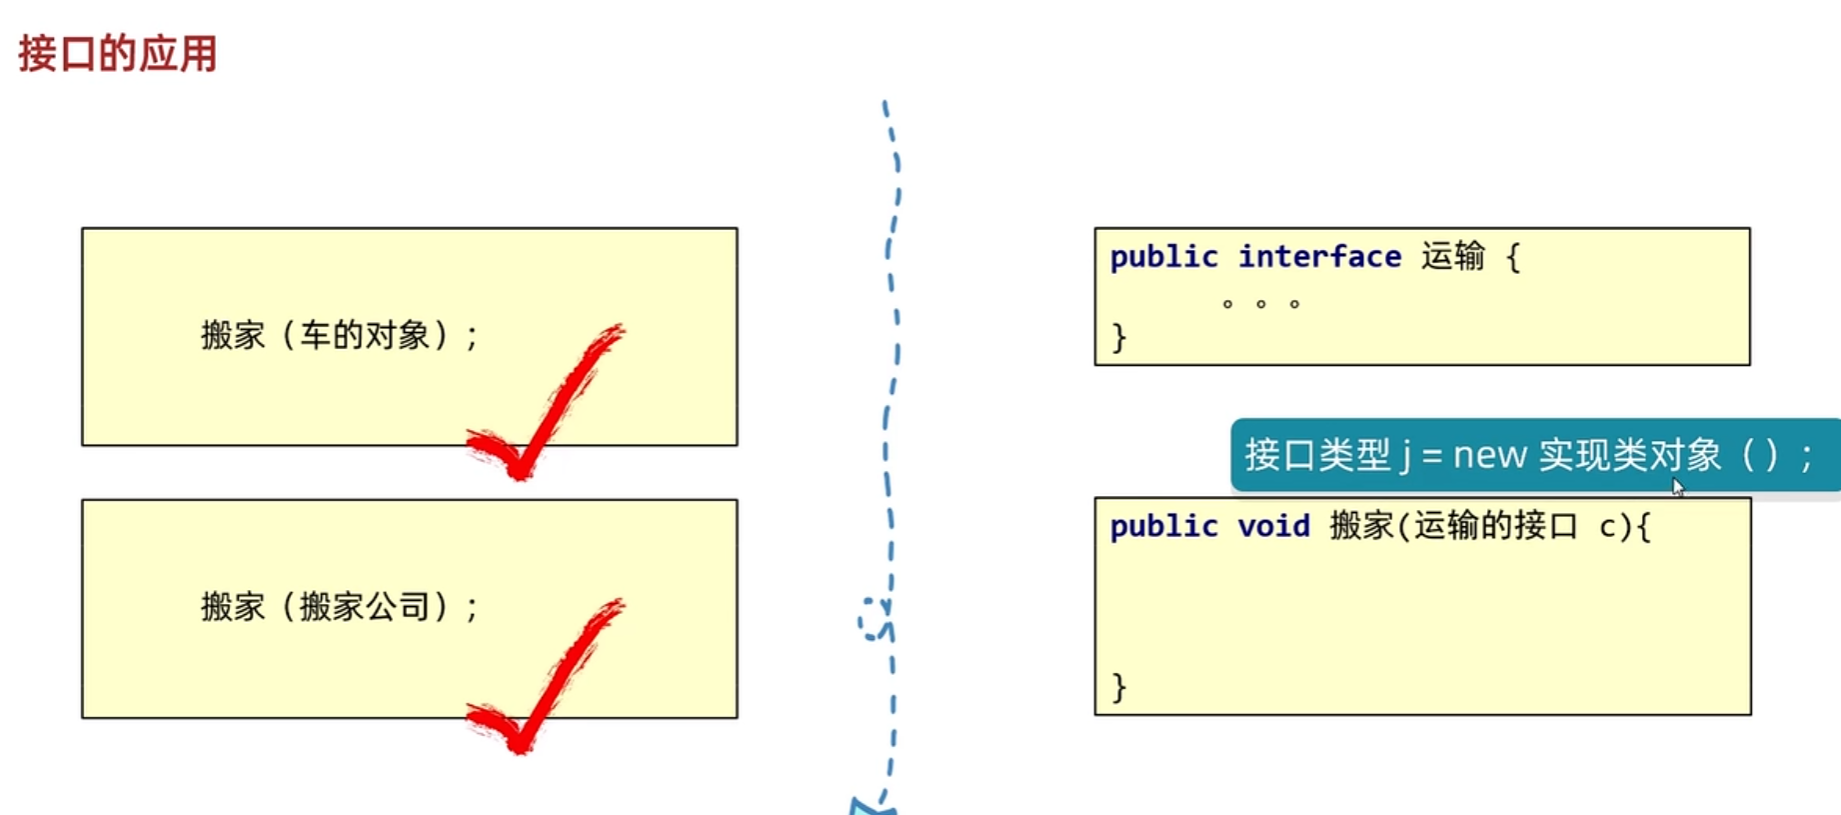 接口的应用
搬家（车的对象）；
搬家（搬家公司）；
public interface 运输 {
。。。
}
接口类型 j = new 实现类对象（）；
public void 搬家(运输的接口 c){
}